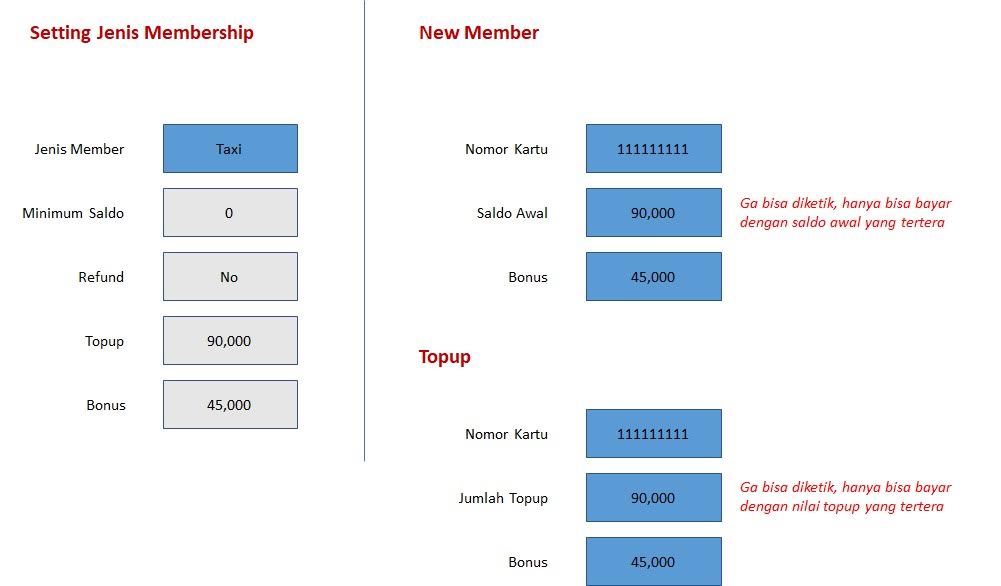 Setting Jenis Membership
Jenis Member
Taxi
Minimum Saldo
0
Refund
No
Topup
90,000
Bonus
45,000
New Member
Nomor Kartu
111111111
Saldo Awal
90,000
Ga bisa diketik, hanya bisa bayar
dengan saldo awal yang tertera
Bonus
45,000
Topup
Nomor Kartu
111111111
Jumlah Topup
90,000
Ga bisa diketik, hanya bisa bayar
dengan nilai topup yang tertera
Bonus
45,000